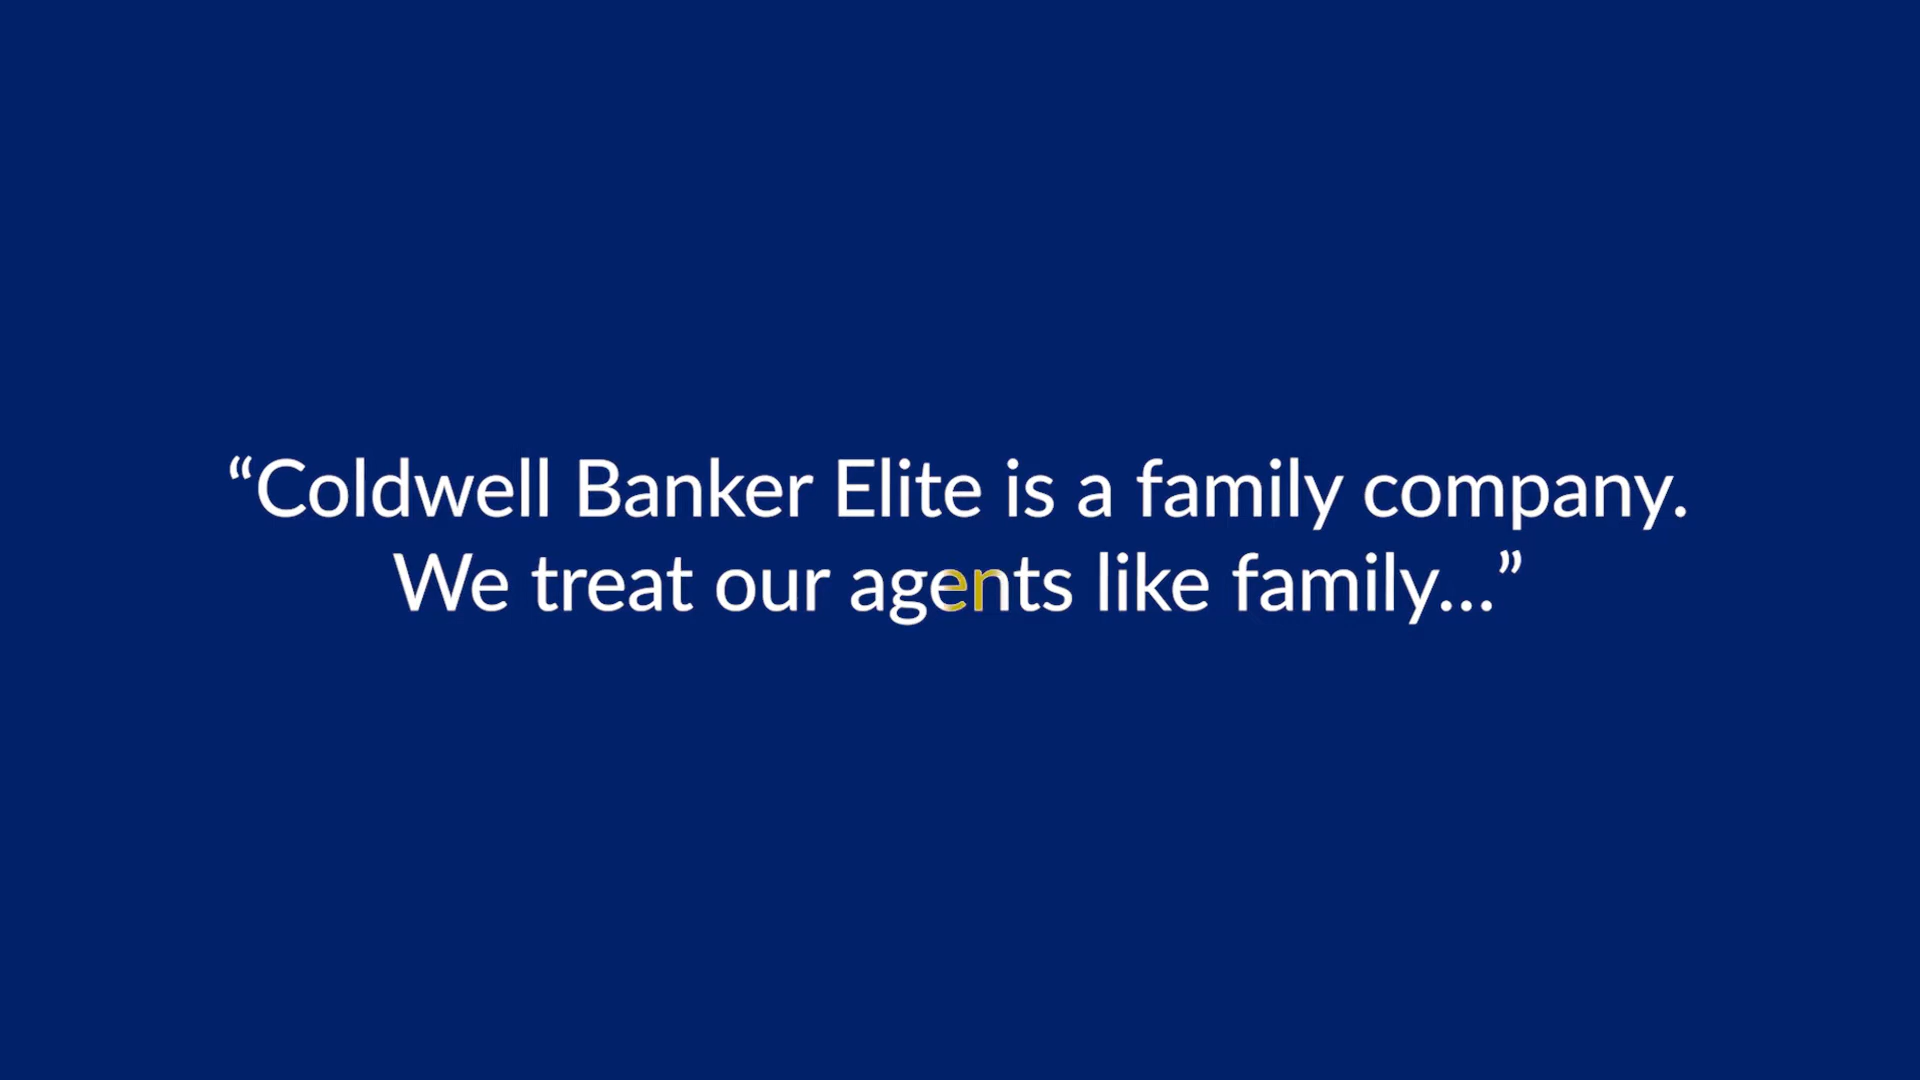 “Coldwell Banker Elite is a family company.
We treat our agents like family...”